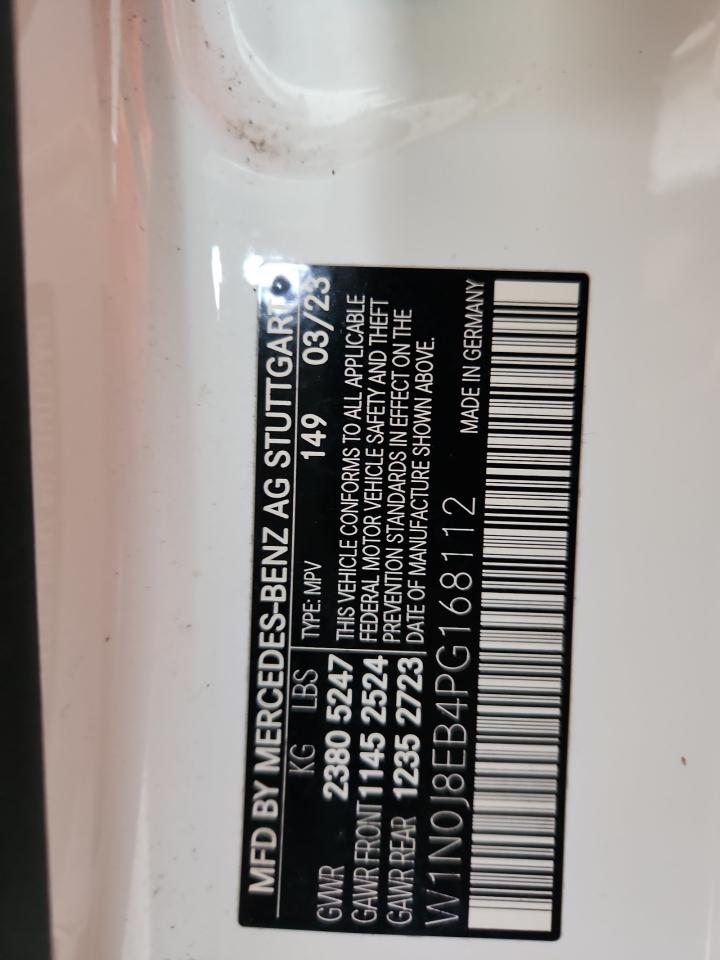 MFD BY MERCEDES-BENZ AG STUTTGART
KG LBS
TYPE: MPV 149 03/23
GVWR 2380 5247
GAWR FRONT 1145 2524
GAWR REAR 1235 2723
THIS VEHICLE CONFORMS TO ALL APPLICABLE
FEDERAL MOTOR VEHICLE SAFETY AND THEFT
PREVENTION STANDARDS IN EFFECT ON THE
DATE OF MANUFACTURE SHOWN ABOVE.
W1N0J8EB4PG168112 MADE IN GERMANY